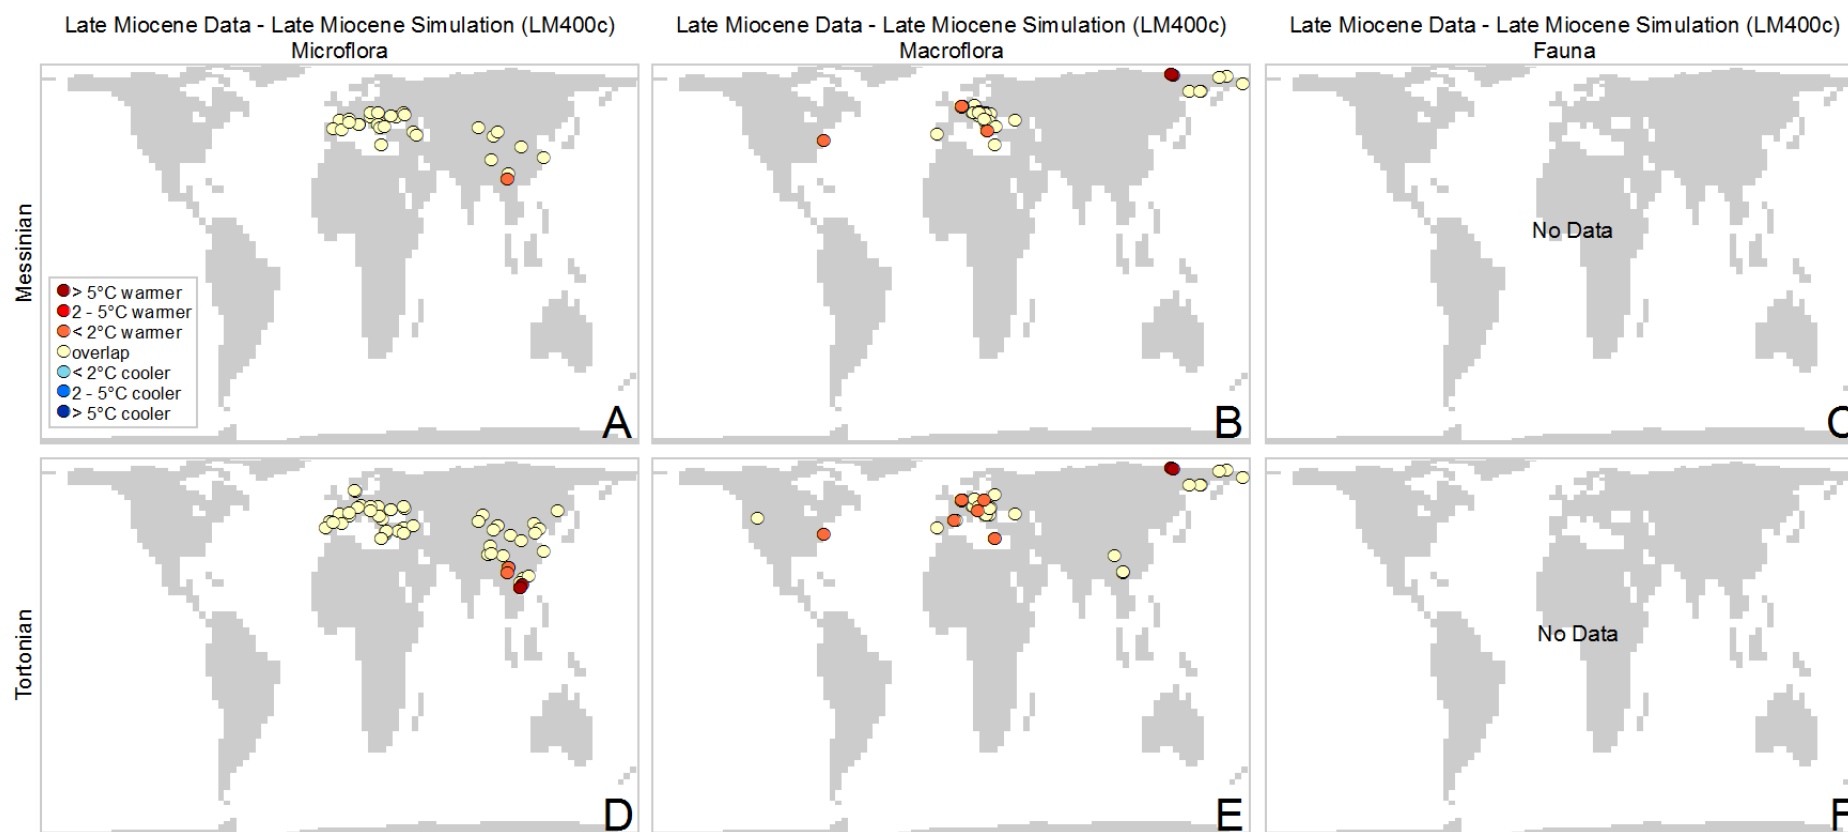 Late Miocene Data - Late Miocene Simulation (LM400c)
Microflora
Late Miocene Data - Late Miocene Simulation (LM400c)
Macroflora
Late Miocene Data - Late Miocene Simulation (LM400c)
Fauna
Messinian
> 5°C warmer
2 - 5°C warmer
< 2°C warmer
overlap
< 2°C cooler
2 - 5°C cooler
> 5°C cooler
A
B
No Data
C
Tortonian
D
E
No Data
F